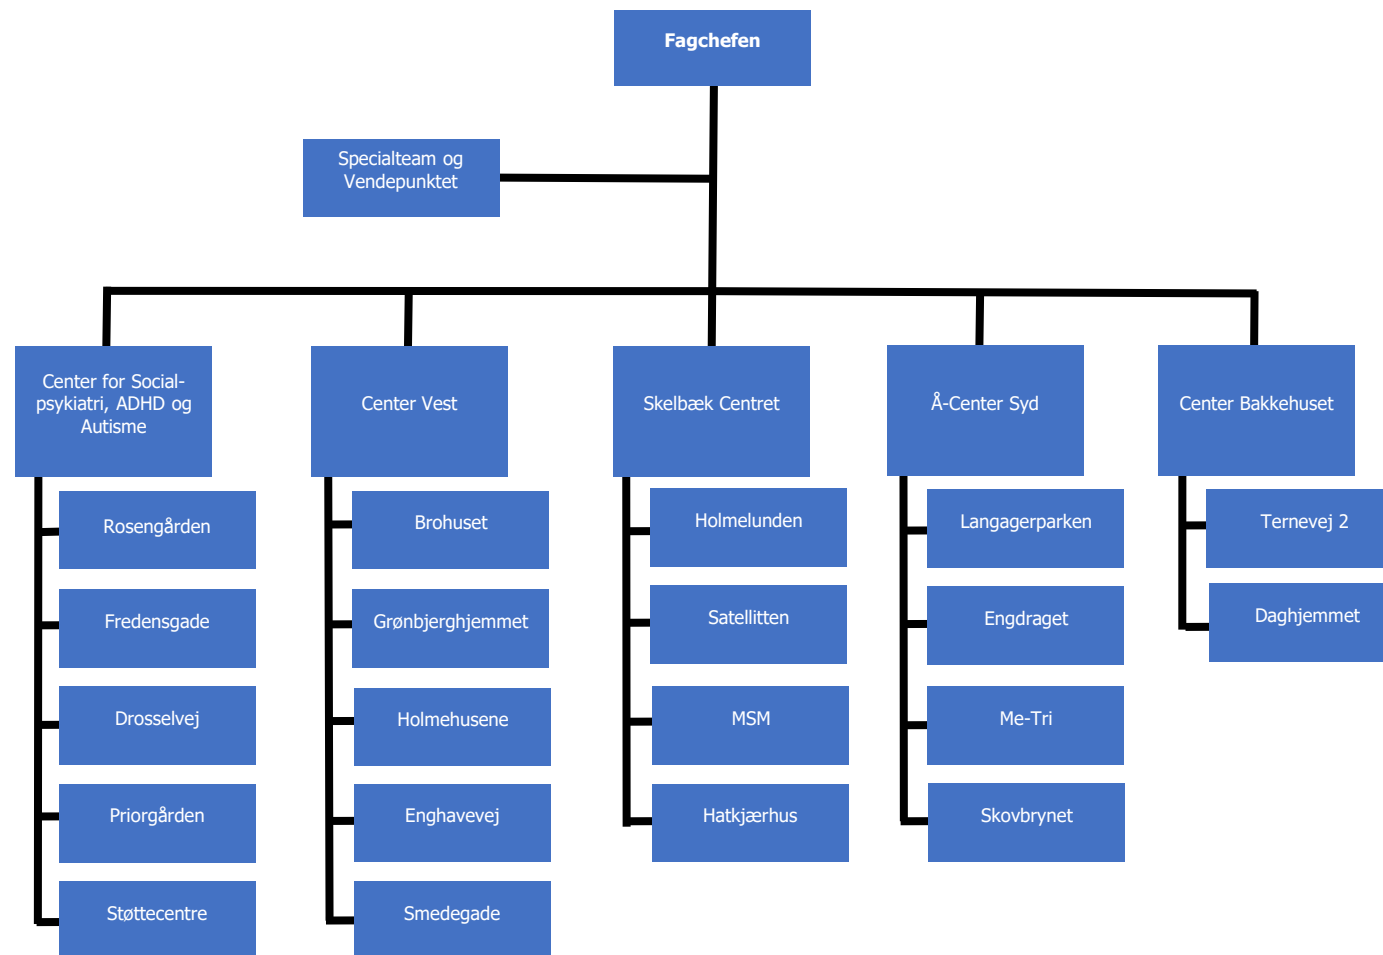 Fagchefen
Specialteam og
Vendepunktet
Center for Social-
psykiatri, ADHD og
Autisme
Center Vest
Skelbæk Centret
Å-Center Syd
Center Bakkehuset
Rosengården
Fredensgade
Drosselvej
Priorgården
Støttecentre
Brohuset
Grønbjerghjemmet
Holmehusene
Enghavevej
Smedegade
Holmelunden
Satellitten
MSM
Hatkjærhus
Langagerparken
Engdraget
Me-Tri
Skovbrynet
Ternevej 2
Daghjemmet